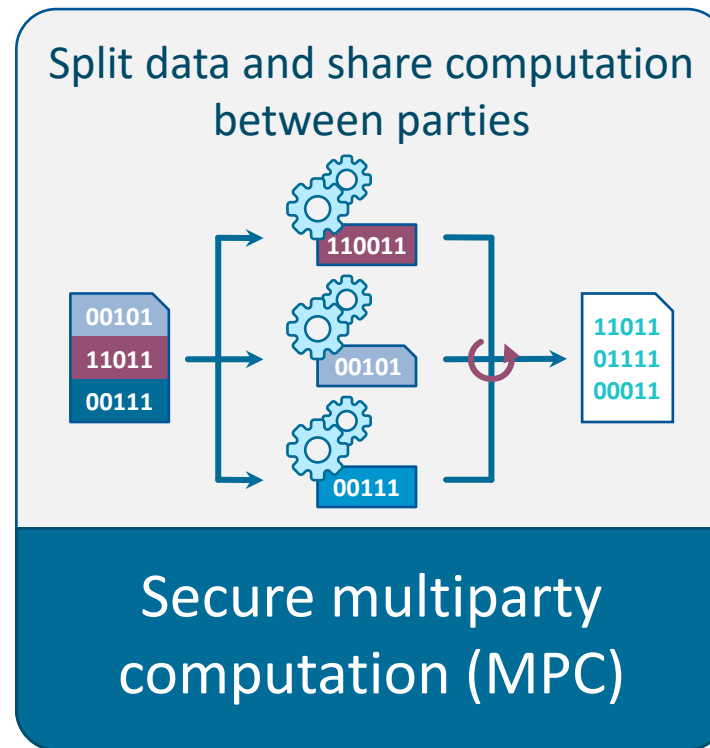 Split data and share computation
between parties
110011
00101
11011
00111
00101
00111
11011
01111
00011
Secure multiparty
computation (MPC)